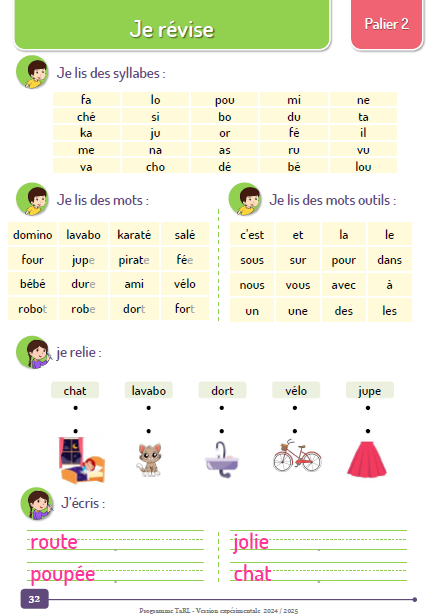 Je révise
Palier 2
Je lis des syllabes :
fa lo pou mi ne
ché si bo du ta
ka ju or fé il
me na as ru vu
va cho dé bé lou
Je lis des mots :
domino lavabo karaté salé
four jupe pirate fée
bébé dure ami vélo
robot robe dort fort
Je lis des mots outils :
c'est et la le
sous sur pour dans
nous vous avec à
un une des les
je relie :
chat lavabo dort vélo jupe
J'écris :
route jolie
poupée chat
32
Programme TaRL - Version expérimentale 2024 / 2025